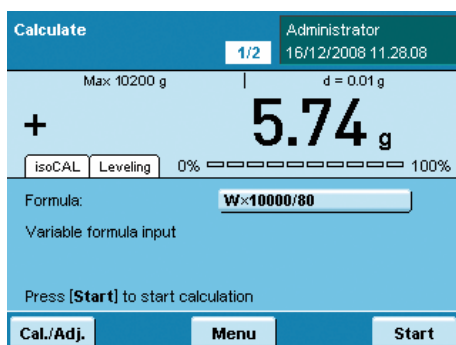 Calculate
1/2
Administrator
16/12/2008 11.28.08
Max 10200 g
d = 0.01 g
+ 5.74 g
isoCAL Leveling 0% 100%
Formula: W×10000/80
Variable formula input
Press [Start] to start calculation
Cal./Adj. Menu Start